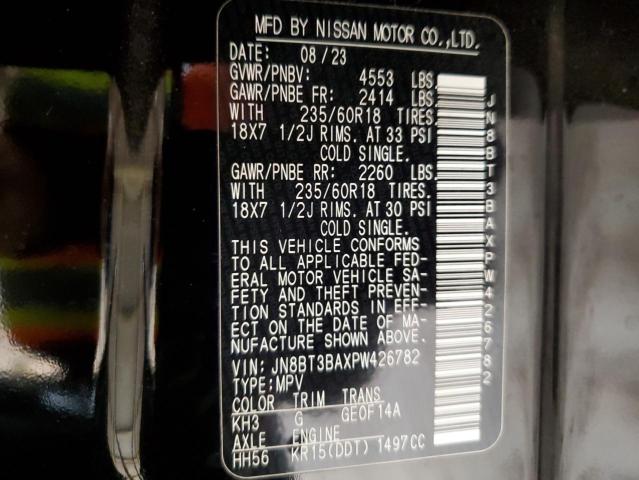 MFD BY NISSAN MOTOR CO.,LTD.
DATE: 08/23
GVWR/PNBV: 4553 LBS
GAWR/PNBE FR: 2414 LBS.
WITH 235/60R18 TIRES.
18X7 1/2J RIMS. AT 33 PSI
COLD SINGLE.
GAWR/PNBE RR: 2260 LBS.
WITH 235/60R18 TIRES.
18X7 1/2J RIMS. AT 30 PSI
COLD SINGLE.
THIS VEHICLE CONFORMS
TO ALL APPLICABLE FED-
ERAL MOTOR VEHICLE SA-
FETY AND THEFT PREVEN-
TION STANDARDS IN EFF-
ECT ON THE DATE OF MA-
NUFACTURE SHOWN ABOVE.
VIN: JN8BT3BAXPW426782
TYPE:MPV
COLOR TRIM TRANS
KH3 G GE0F14A
AXLE ENGINE
HH56 KR15(DDT) 1497CC
JN8BT3BAXPW426782